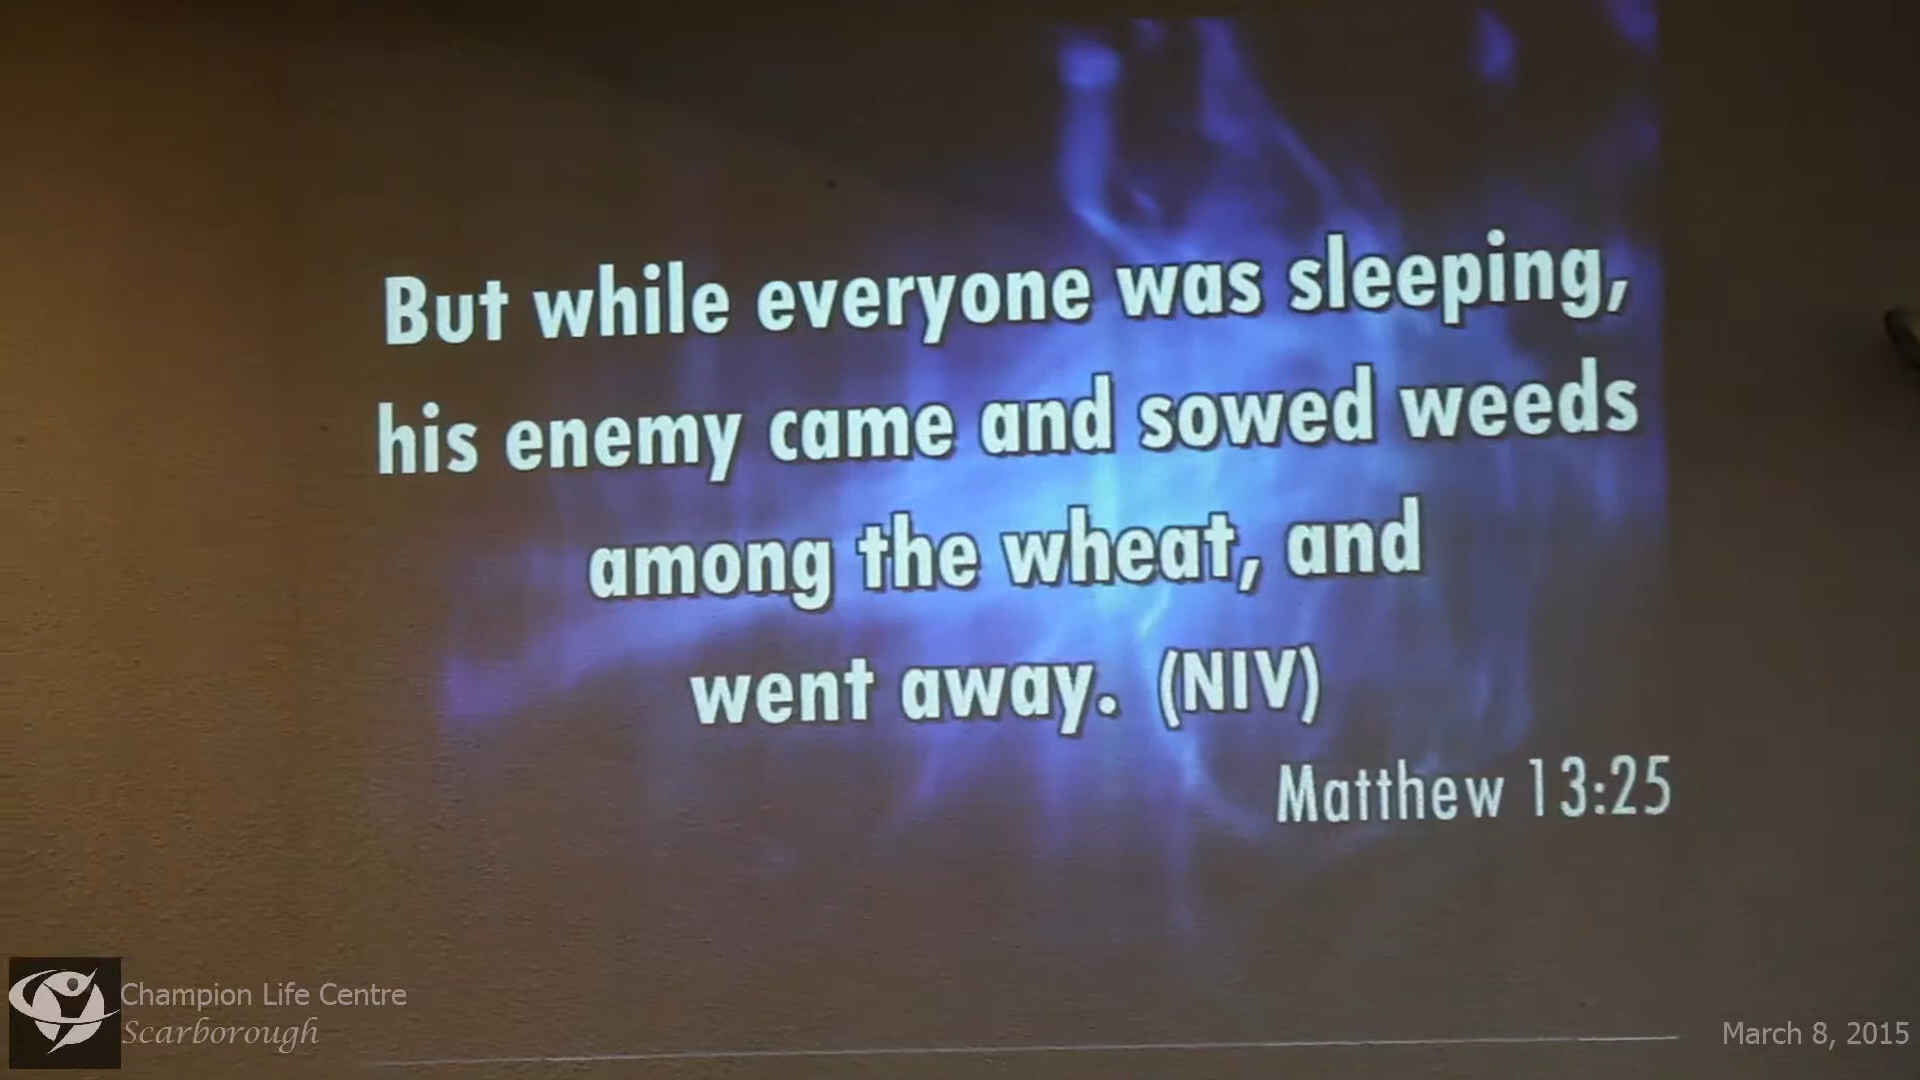 But while everyone was sleeping,
his enemy came and sowed weeds
among the wheat, and
went away. (NIV)
Matthew 13:25
Champion Life Centre
Scarborough
March 8, 2015